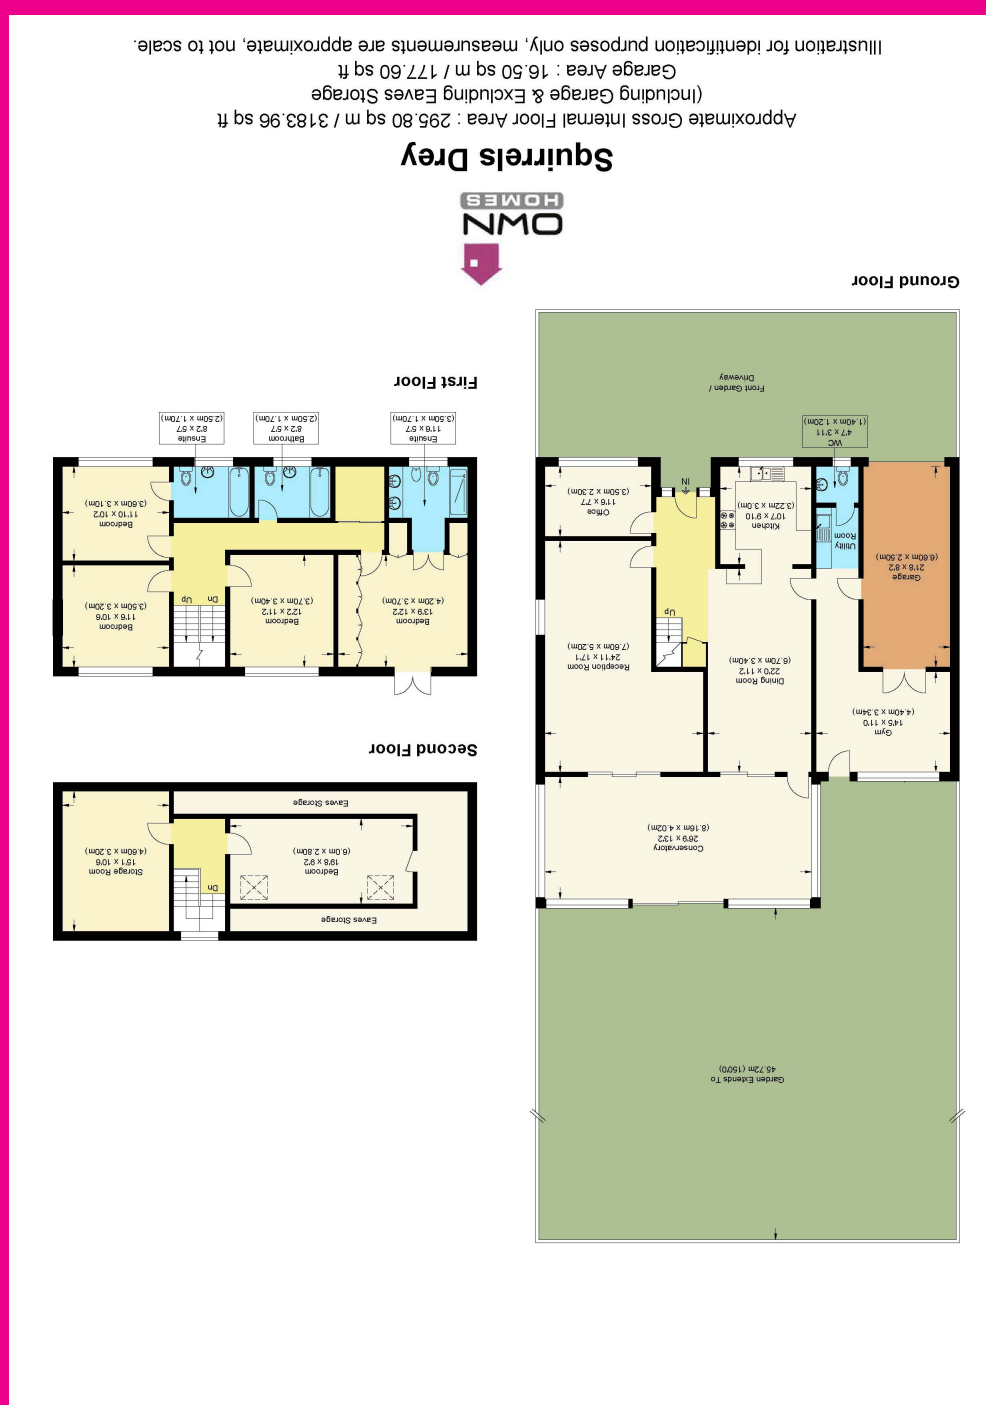 Garden Extends To
45.72m (150'0)
Conservatory
26'9 x 13'2
(8.16m x 4.02m)
Gym
14'5 x 11'0
(4.40m x 3.34m)
Dining Room
22'0 x 11'2
(6.70m x 3.40m)
Reception Room
24'11 x 17'1
(7.60m x 5.20m)
Up
Garage
21'8 x 8'2
(6.60m x 2.50m)
Utility
Room
Kitchen
10'7 x 9'10
(3.22m x 3.0m)
Office
11'6 x 7'7
(3.50m x 2.30m)
IN
WC
4'7 x 3'11
(1.40m x 1.20m)
Front Garden /
Driveway
Ground Floor
Eaves Storage
Bedroom
19'8 x 9'2
(6.0m x 2.80m)
Dn
Storage Room
15'1 x 10'6
(4.60m x 3.20m)
Eaves Storage
Second Floor
Bedroom
13'9 x 12'2
(4.20m x 3.70m)
Bedroom
12'2 x 11'2
(3.70m x 3.40m)
Dn
Up
Bedroom
11'6 x 10'6
(3.50m x 3.20m)
Bedroom
11'10 x 10'2
(3.60m x 3.10m)
Ensuite
11'6 x 5'7
(3.50m x 1.70m)
Bathroom
8'2 x 5'7
(2.50m x 1.70m)
Ensuite
8'2 x 5'7
(2.50m x 1.70m)
First Floor
OWN
HOMES
Squirrels Drey
Approximate Gross Internal Floor Area : 295.80 sq m / 3183.96 sq ft
(Including Garage & Excluding Eaves Storage
Garage Area : 16.50 sq m / 177.60 sq ft
Illustration for identification purposes only, measurements are approximate, not to scale.